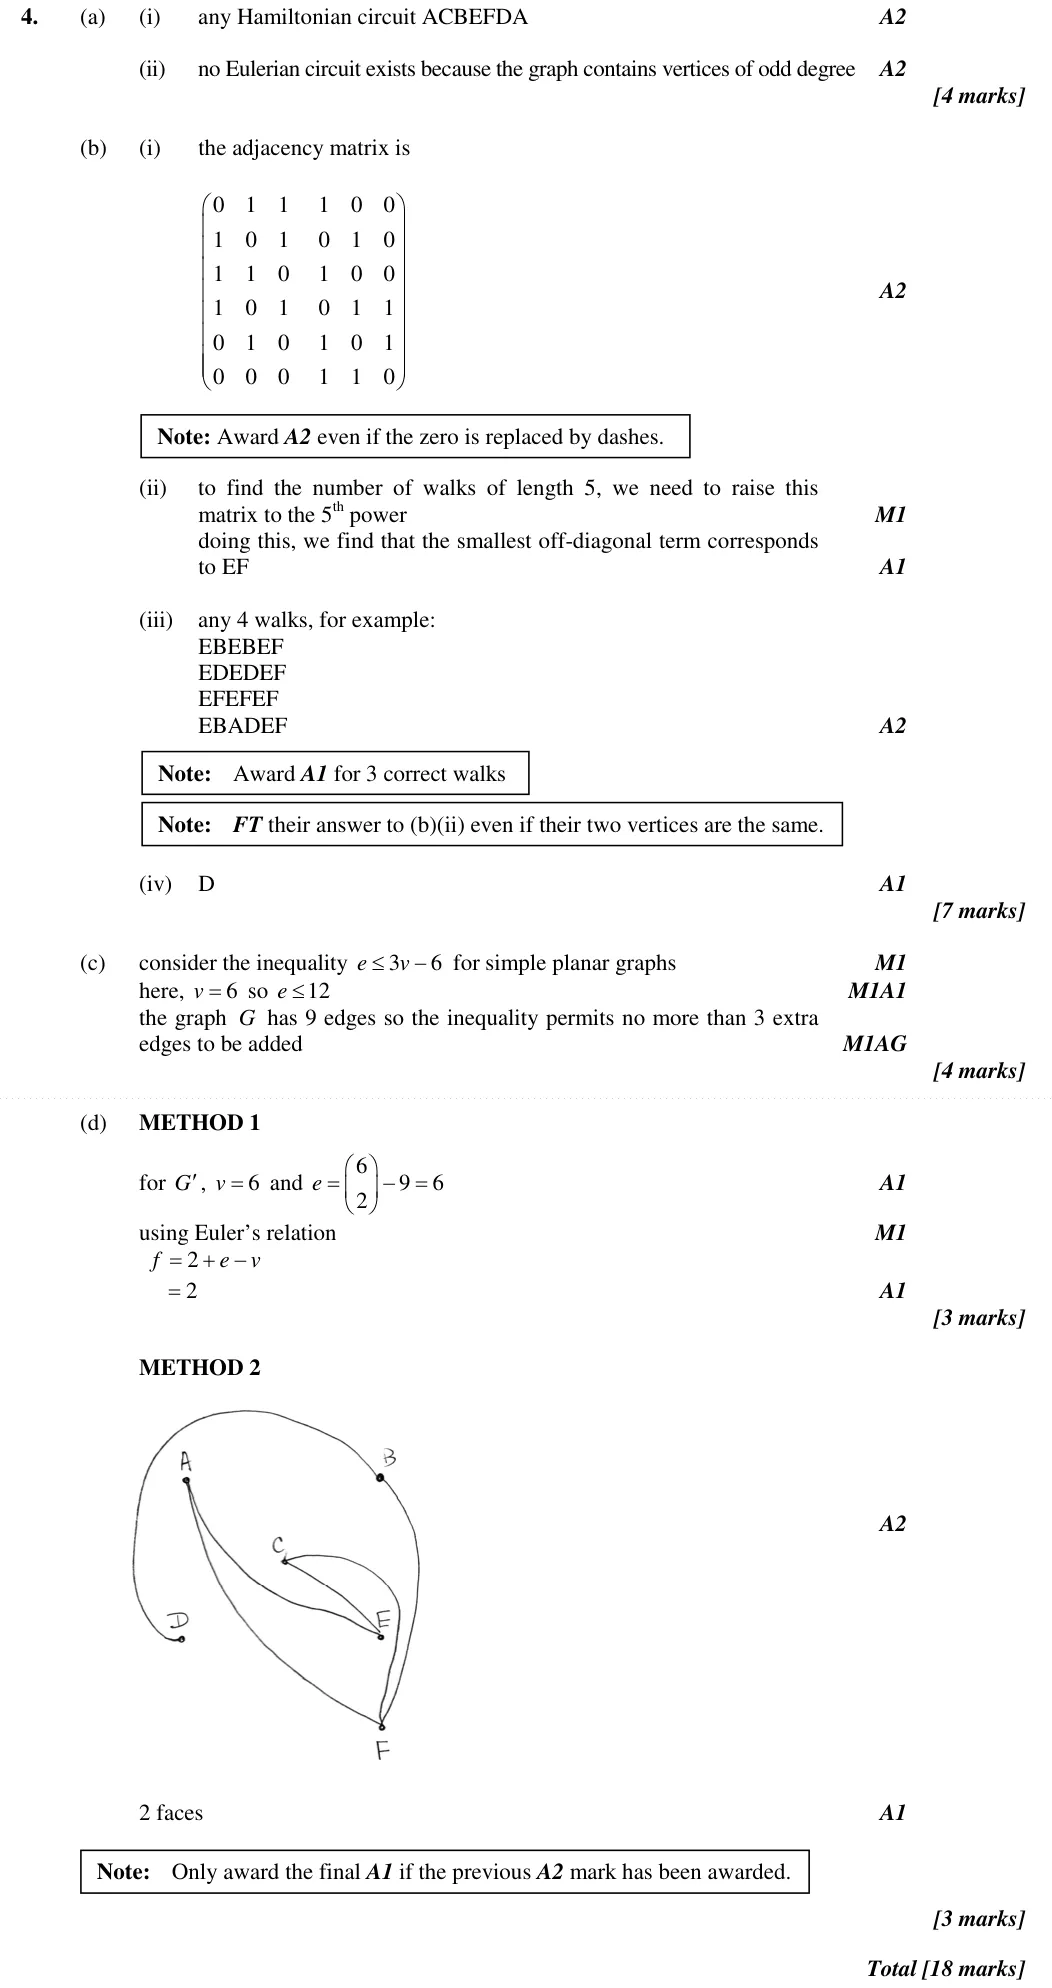 4. (a) (i) any Hamiltonian circuit ACBEFDA A2
(ii) no Eulerian circuit exists because the graph contains vertices of odd degree A2
[4 marks]
(b) (i) the adjacency matrix is
0 1 1 1 0 0
1 0 1 0 1 0
1 1 0 1 0 0
1 0 1 0 1 1
0 1 0 1 0 1
0 0 0 1 1 0
A2
Note: Award A2 even if the zero is replaced by dashes.
(ii) to find the number of walks of length 5, we need to raise this
matrix to the 5th power M1
doing this, we find that the smallest off-diagonal term corresponds
to EF A1
(iii) any 4 walks, for example:
EBEBEF
EDEDEF
EFEFEF
EBADEF A2
Note: Award A1 for 3 correct walks
Note: FT their answer to (b)(ii) even if their two vertices are the same.
(iv) D A1
[7 marks]
(c) consider the inequality e ≤ 3v − 6 for simple planar graphs M1
here, v = 6 so e ≤ 12 M1A1
the graph G has 9 edges so the inequality permits no more than 3 extra
edges to be added M1AG
[4 marks]
(d) METHOD 1
for G′, v = 6 and e = (6 2) − 9 = 6 A1
using Euler’s relation M1
f = 2 + e − v
= 2 A1
[3 marks]
METHOD 2
B
A
A2
C
E
D
F
2 faces A1
Note: Only award the final A1 if the previous A2 mark has been awarded.
[3 marks]
Total [18 marks]